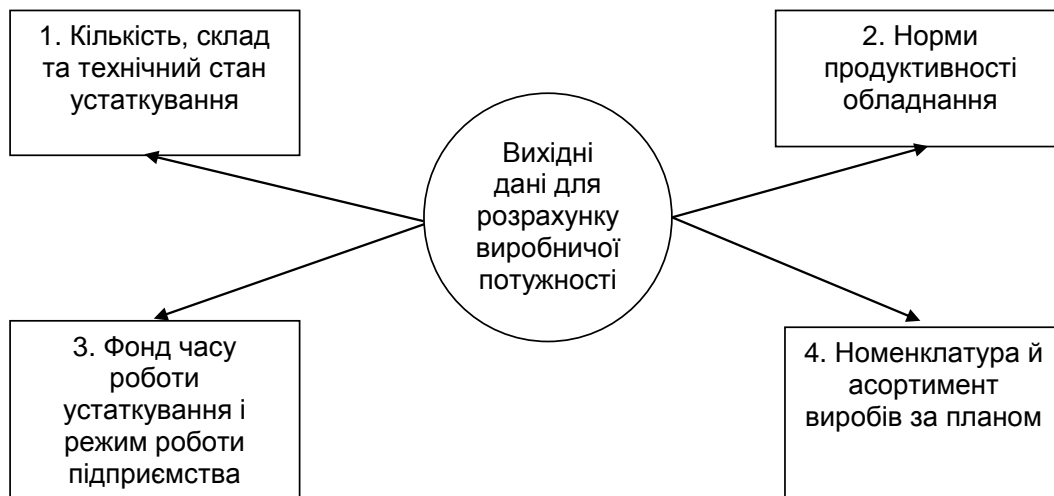 1. Кількість, склад
та технічний стан
устаткування
2. Норми
продуктивності
обладнання
Вихідні
дані для
розрахунку
виробничої
потужності
3. Фонд часу
роботи
устаткування і
режим роботи
підприємства
4. Номенклатура й
асортимент
виробів за планом